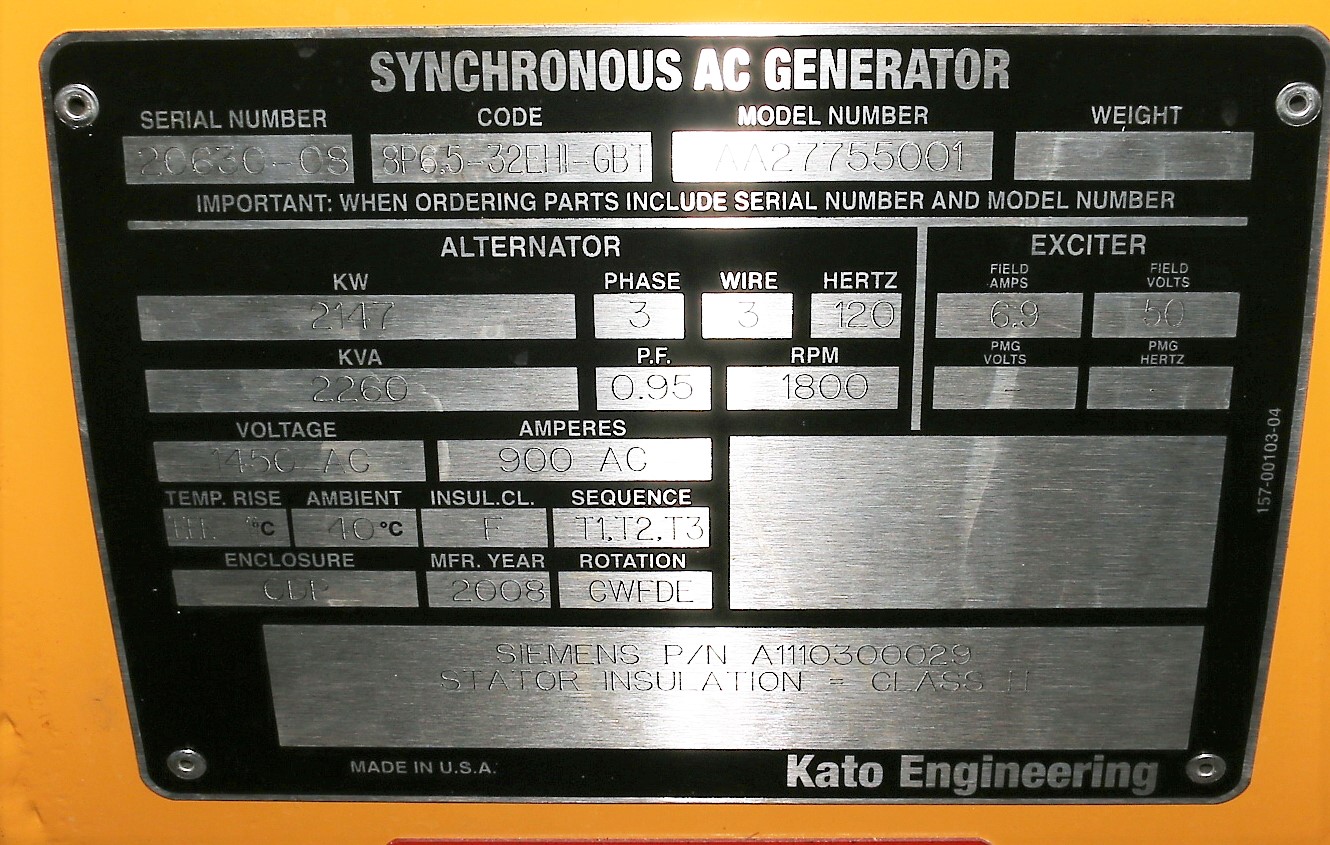 SYNCHRONOUS AC GENERATOR
SERIAL NUMBER CODE MODEL NUMBER WEIGHT
20630-08 8P6.5-32EHI-GBT AA27755001
IMPORTANT: WHEN ORDERING PARTS INCLUDE SERIAL NUMBER AND MODEL NUMBER
ALTERNATOR EXCITER
KW PHASE WIRE HERTZ FIELD AMPS FIELD VOLTS
2147 3 3 120 6.9 50
KVA P.F. RPM PMG VOLTS PMG HERTZ
2260 0.95 1800 - -
VOLTAGE AMPERES
1450 AC 900 AC
TEMP. RISE AMBIENT INSUL.CL. SEQUENCE
°C 40°C F T1,T2,T3
ENCLOSURE MFR. YEAR ROTATION
ODP 2008 CWFDE
157-00103-04
SIEMENS P/N A1110300029
STATOR INSULATION = CLASS H
MADE IN U.S.A.
Kato Engineering